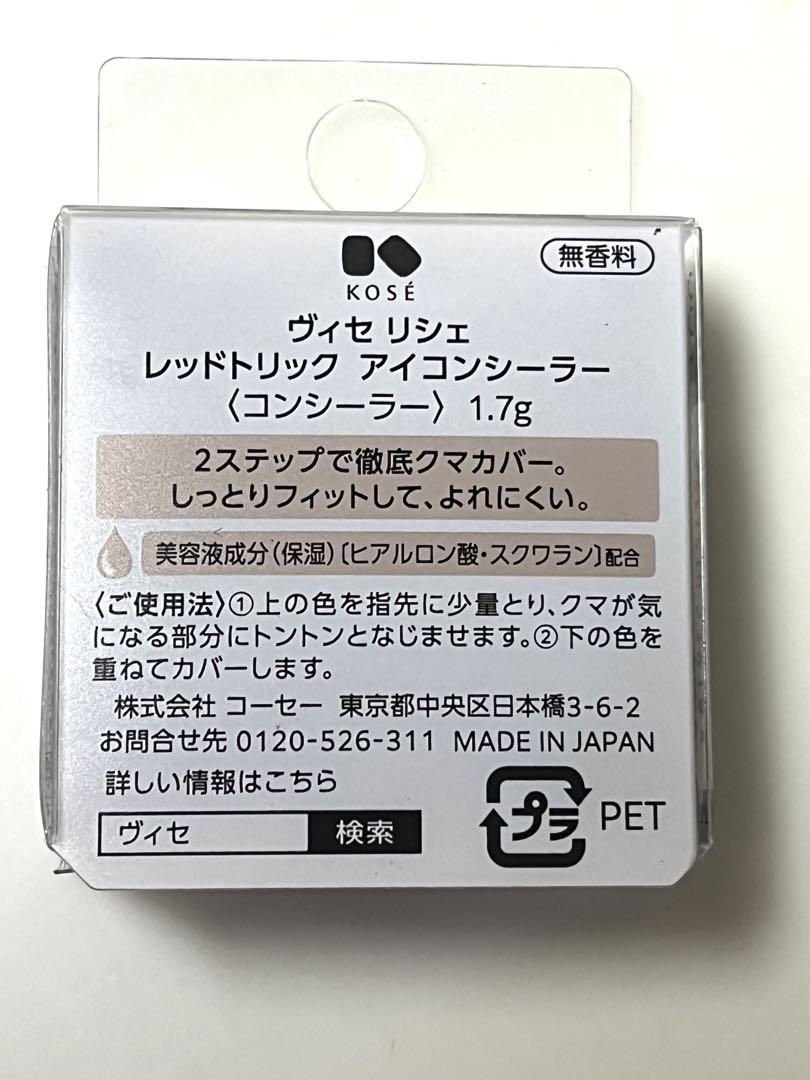 無香料
KOSÉ
ヴィセ リシェ
レッドトリック アイコンシーラー
〈コンシーラー〉 1.7g
2ステップで徹底クマカバー。
しっとりフィットして、よれにくい。
美容液成分(保湿)〔ヒアルロン酸・スクワラン〕配合
〈ご使用法〉①上の色を指先に少量とり、クマが気
になる部分にトントンとなじませます。②下の色を
重ねてカバーします。
株式会社 コーセー 東京都中央区日本橋3-6-2
お問合せ先 0120-526-311 MADE IN JAPAN
詳しい情報はこちら
ヴィセ 検索
プラ PET